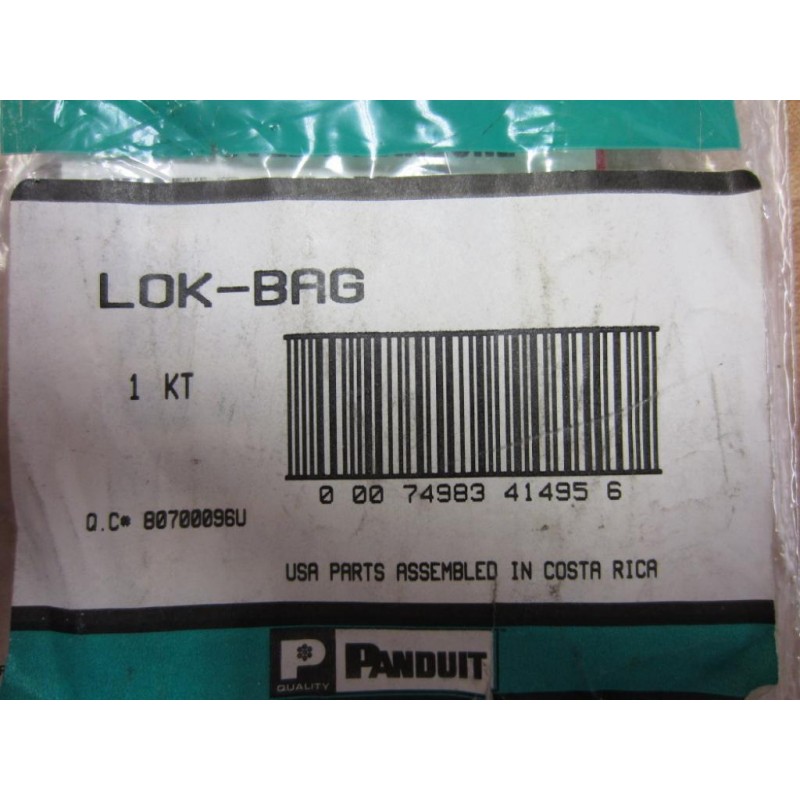 LOK-BAG
1 KT
0 00 74983 41495 6
Q.C# 80700096U
USA PARTS ASSEMBLED IN COSTA RICA
P PANDUIT
QUALITY